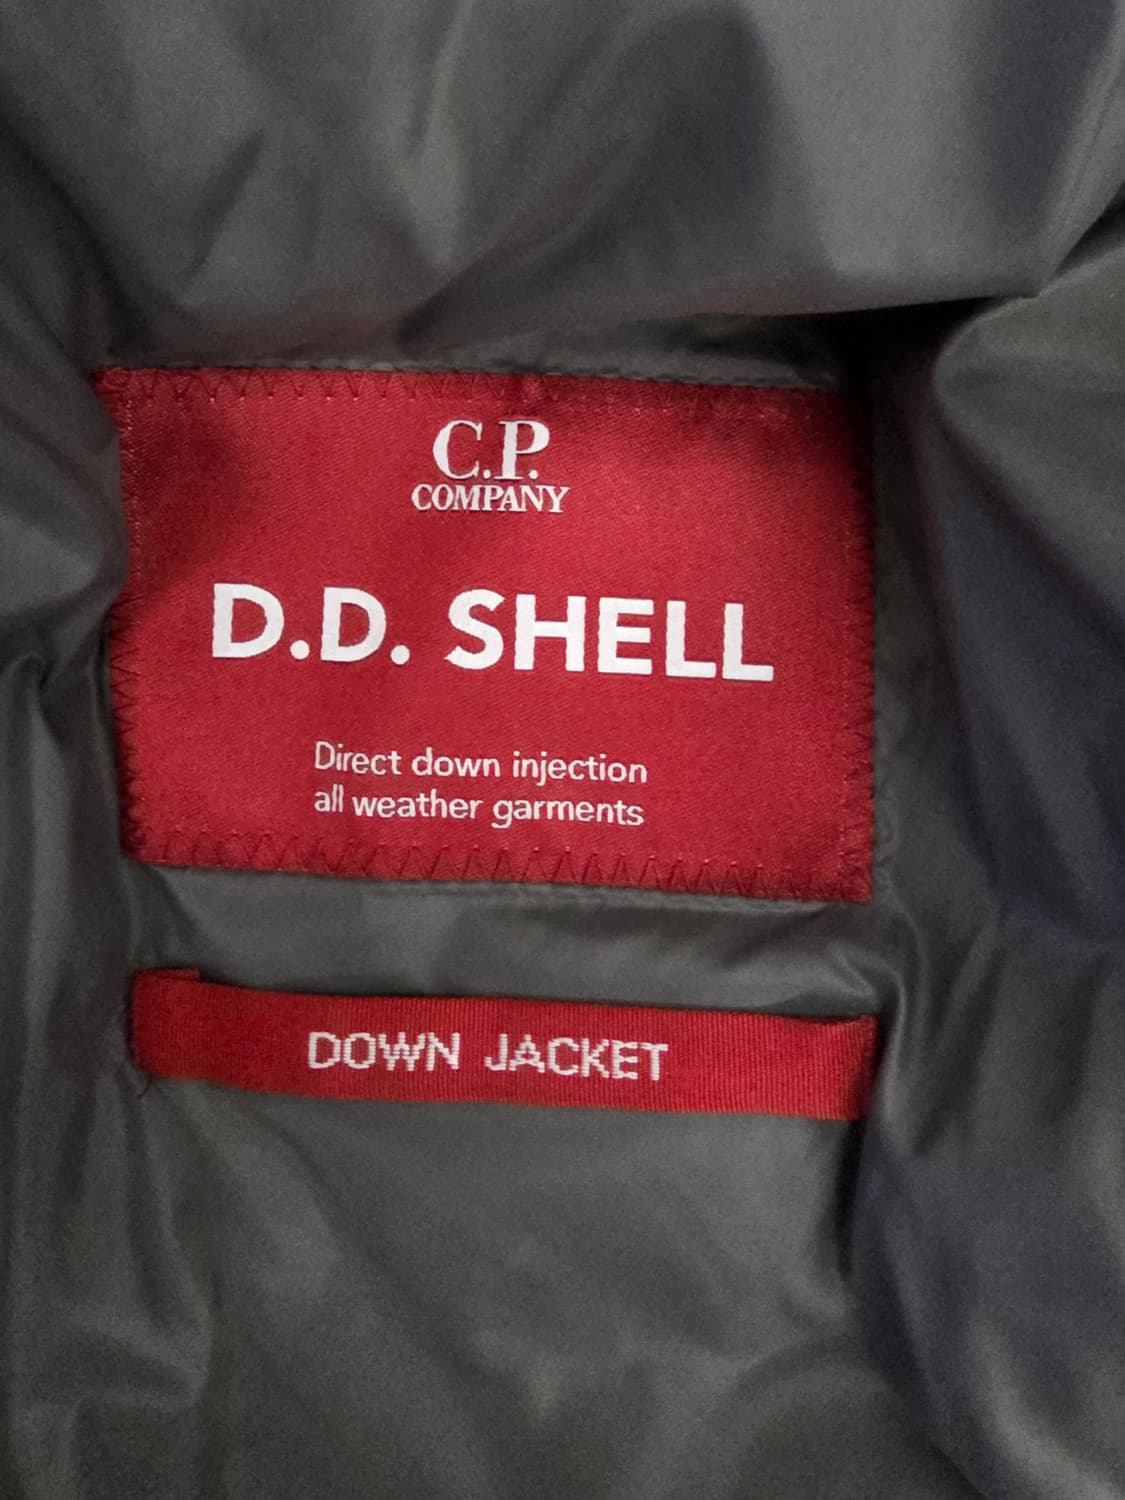 C.P.
COMPANY
D.D. SHELL
Direct down injection
all weather garments
DOWN JACKET